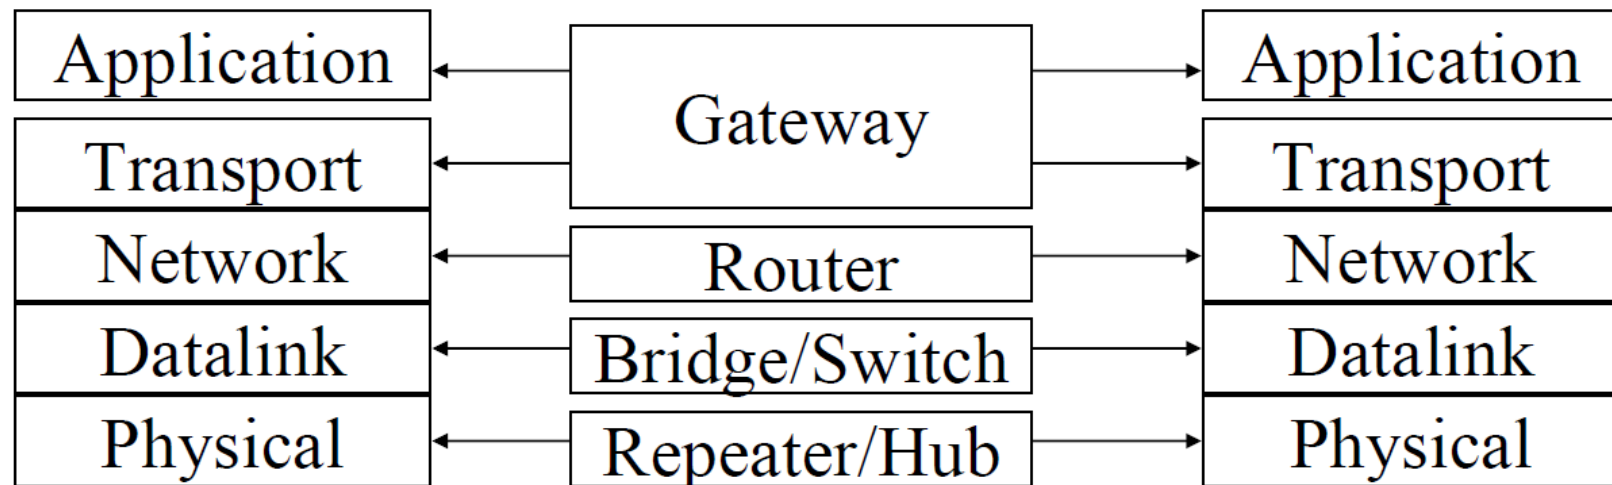 Application
Gateway
Application
Transport
Transport
Network
Router
Network
Datalink
Bridge/Switch
Datalink
Physical
Repeater/Hub
Physical